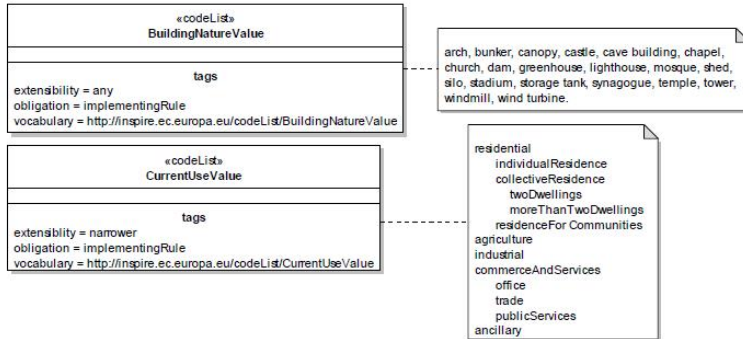 «codeList»
BuildingNatureValue
tags
extensibility = any
obligation = implementingRule
vocabulary = http://inspire.ec.europa.eu/codeList/BuildingNatureValue
arch, bunker, canopy, castle, cave building, chapel,
church, dam, greenhouse, lighthouse, mosque, shed,
silo, stadium, storage tank, synagogue, temple, tower,
windmill, wind turbine.
«codeList»
CurrentUseValue
tags
extensiblity = narrower
obligation = implementingRule
vocabulary = http://inspire.ec.europa.eu/codeList/CurrentUseValue
residential
individualResidence
collectiveResidence
twoDwellings
moreThanTwoDwellings
residenceFor Communities
agriculture
industrial
commerceAndServices
office
trade
publicServices
ancillary